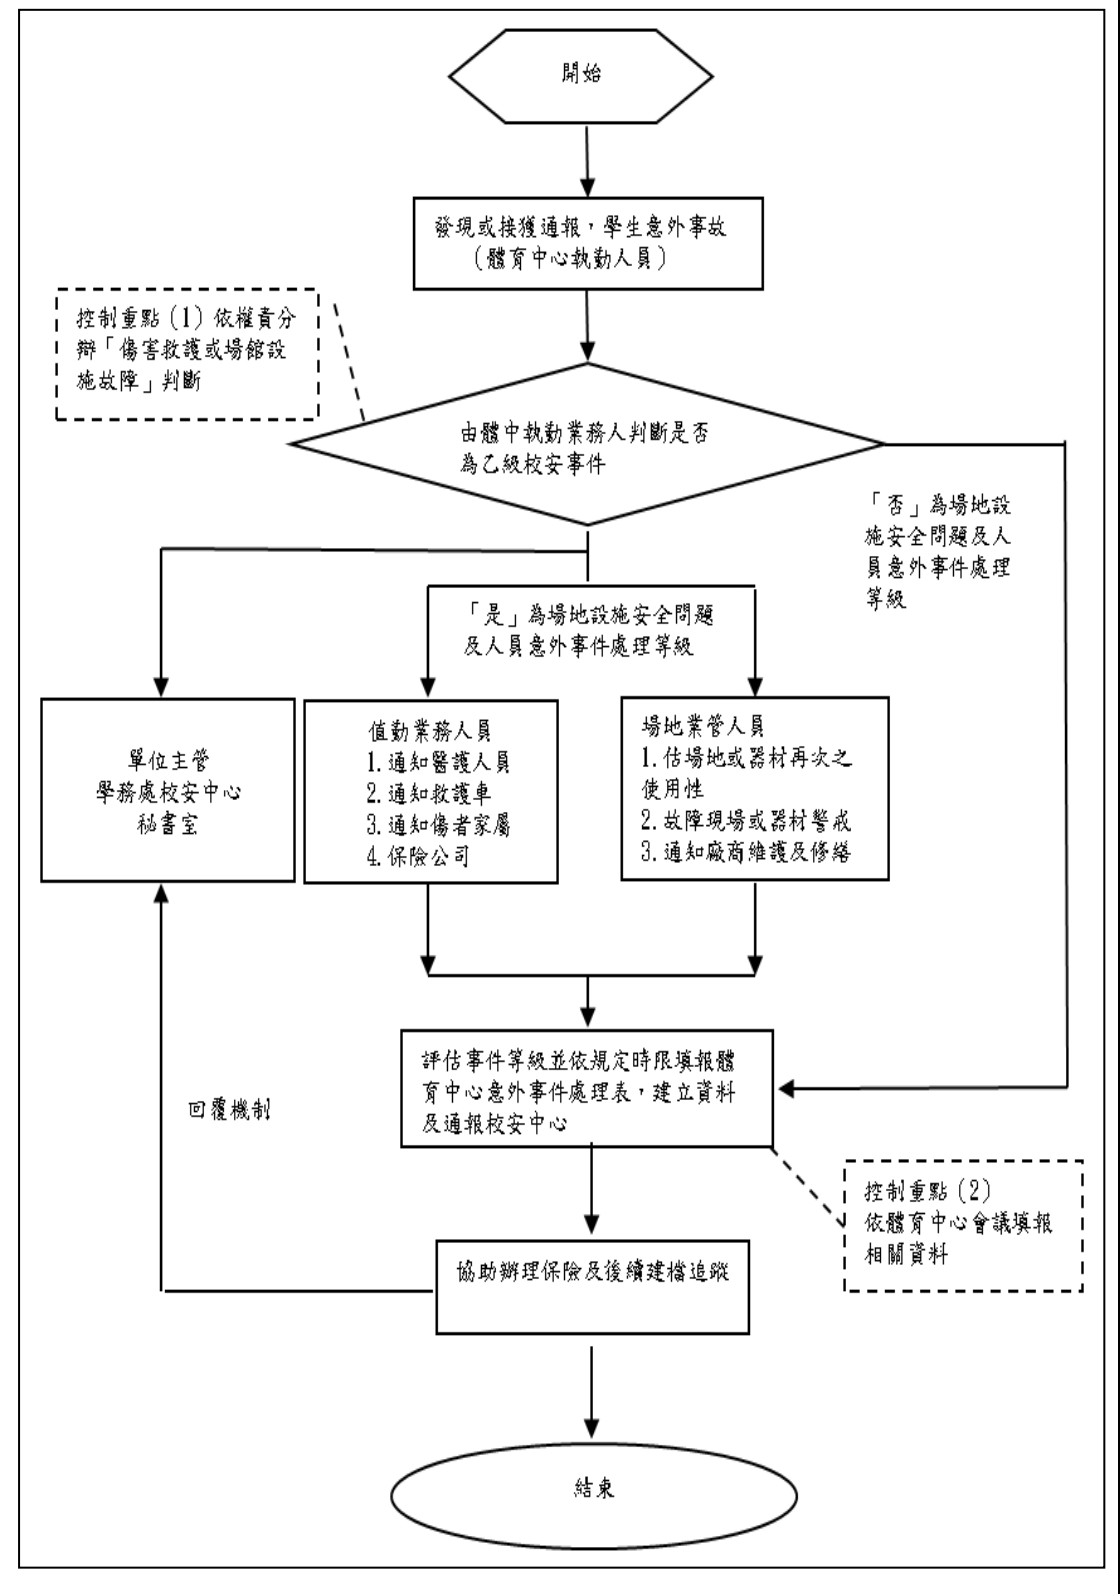 開始
發現或接獲通報，學生意外事故
（體育中心執勤人員）
控制重點（1）依權責分
辯「傷害救護或場館設
施故障」判斷
由體中執勤業務人判斷是否
為乙級校安事件
「否」為場地設
施安全問題及人
員意外事件處理
等級
「是」為場地設施安全問題
及人員意外事件處理等級
單位主管
學務處校安中心
秘書室
值勤業務人員
1.通知醫護人員
2.通知救護車
3.通知傷者家屬
4.保險公司
場地業管人員
1.估場地或器材再次之
使用性
2.故障現場或器材警戒
3.通知廠商維護及修繕
評估事件等級並依規定時限填報體
育中心意外事件處理表，建立資料
及通報校安中心
回覆機制
控制重點（2）
依體育中心會議填報
相關資料
協助辦理保險及後續建檔追蹤
結束